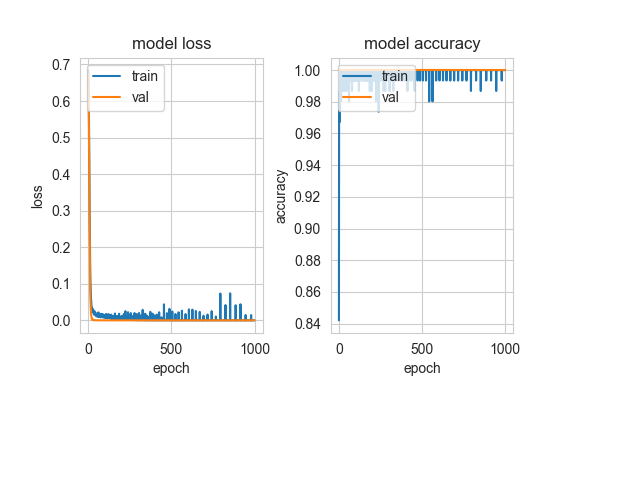 model loss
0.7
0.6
0.5
0.4
0.3
0.2
0.1
0.0
loss
train
val
0
500
1000
epoch
model accuracy
1.00
0.98
0.96
0.94
0.92
0.90
0.88
0.86
0.84
accuracy
train
val
0
500
1000
epoch